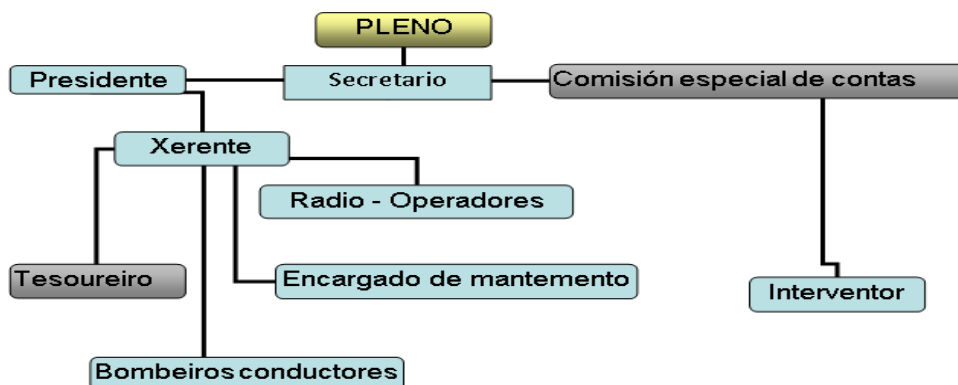 PLENO
Presidente
Secretario
Comisión especial de contas
Xerente
Radio - Operadores
Tesoureiro
Encargado de mantemento
Interventor
Bombeiros conductores